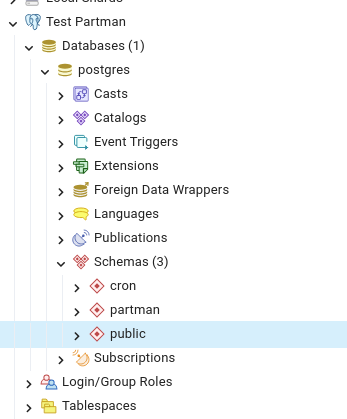 Local Shards
Test Partman
Databases (1)
postgres
Casts
Catalogs
Event Triggers
Extensions
Foreign Data Wrappers
Languages
Publications
Schemas (3)
cron
partman
public
Subscriptions
Login/Group Roles
Tablespaces